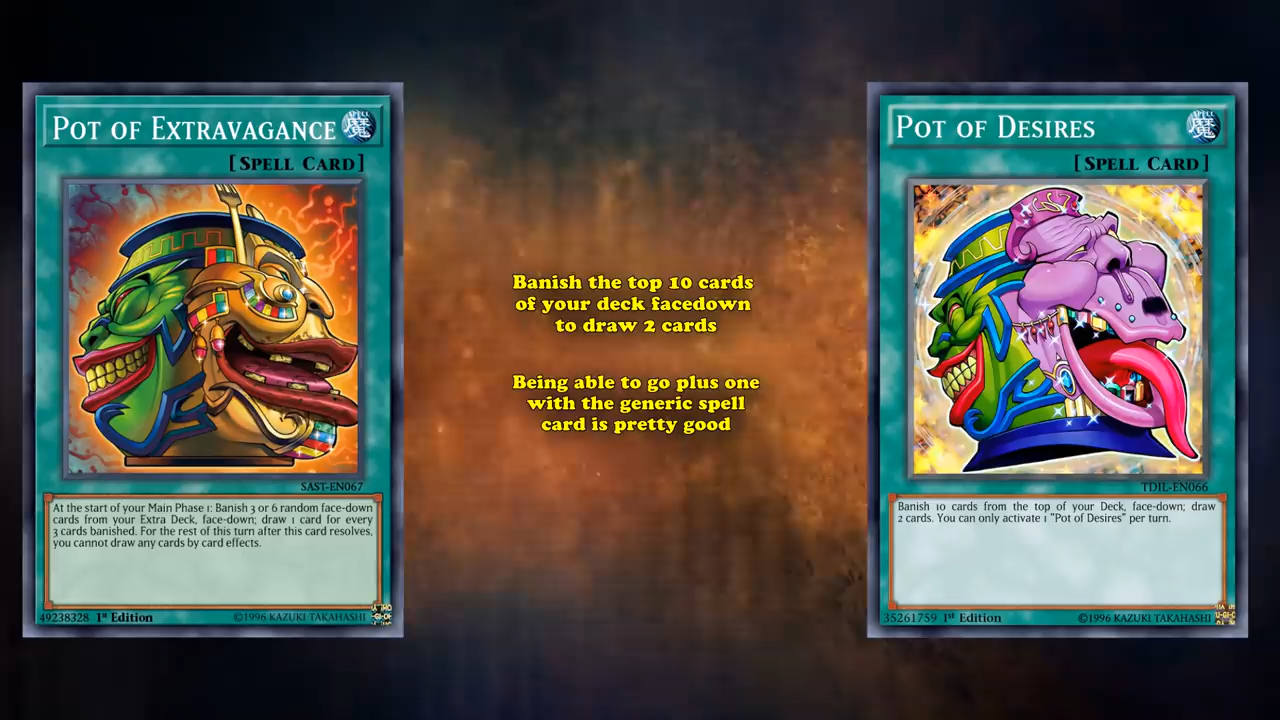 POT OF EXTRAVAGANCE 魔
[SPELL CARD]
SAST-EN067
At the start of your Main Phase 1: Banish 3 or 6 random face-down
cards from your Extra Deck, face-down; draw 1 card for every
3 cards banished. For the rest of this turn after this card resolves,
you cannot draw any cards by card effects.
49238328 1st Edition ©1996 KAZUKI TAKAHASHI
Banish the top 10 cards
of your deck facedown
to draw 2 cards
Being able to go plus one
with the generic spell
card is pretty good
POT OF DESIRES 魔
[SPELL CARD]
TDIL-EN066
Banish 10 cards from the top of your Deck, face-down; draw
2 cards. You can only activate 1 "Pot of Desires" per turn.
35261759 1st Edition ©1996 KAZUKI TAKAHASHI